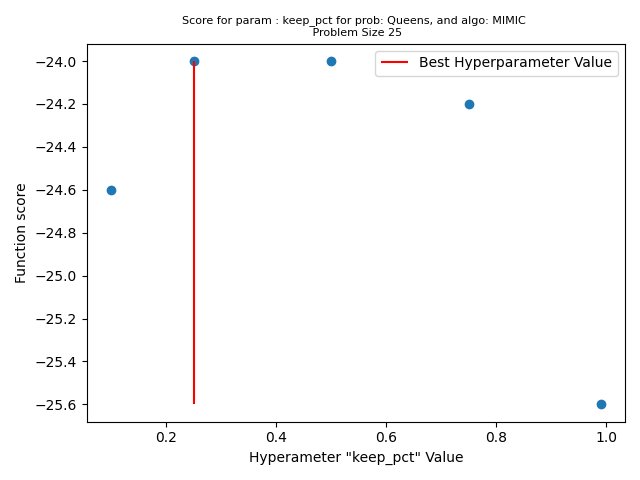 Score for param : keep_pct for prob: Queens, and algo: MIMIC
Problem Size 25
Best Hyperparameter Value
−24.0
−24.2
−24.4
−24.6
−24.8
−25.0
−25.2
−25.4
−25.6
Function score
0.2 0.4 0.6 0.8 1.0
Hyperameter "keep_pct" Value